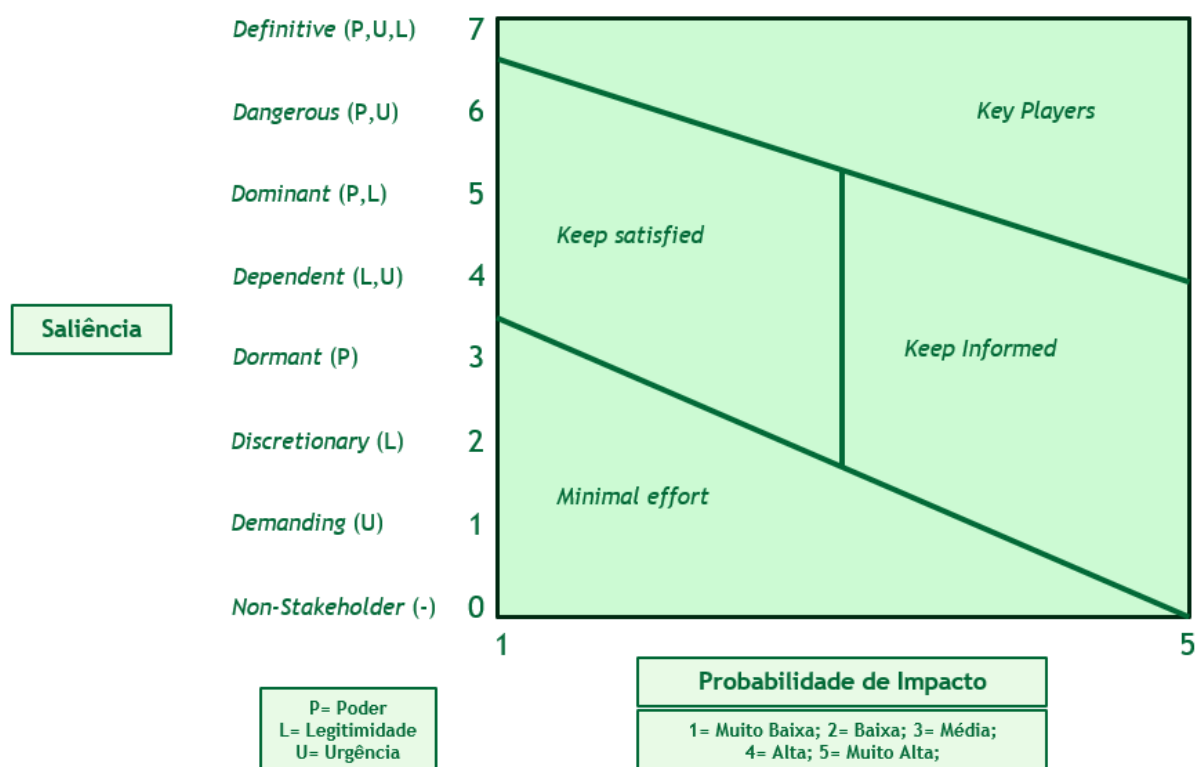 Definitive (P,U,L) 7
Dangerous (P,U) 6
Key Players
Dominant (P,L) 5
Keep satisfied
Dependent (L,U) 4
Saliência
Keep Informed
Dormant (P) 3
Discretionary (L) 2
Minimal effort
Demanding (U) 1
Non-Stakeholder (-) 0
1
5
Probabilidade de Impacto
1= Muito Baixa; 2= Baixa; 3= Média;
4= Alta; 5= Muito Alta;
P= Poder
L= Legitimidade
U= Urgência